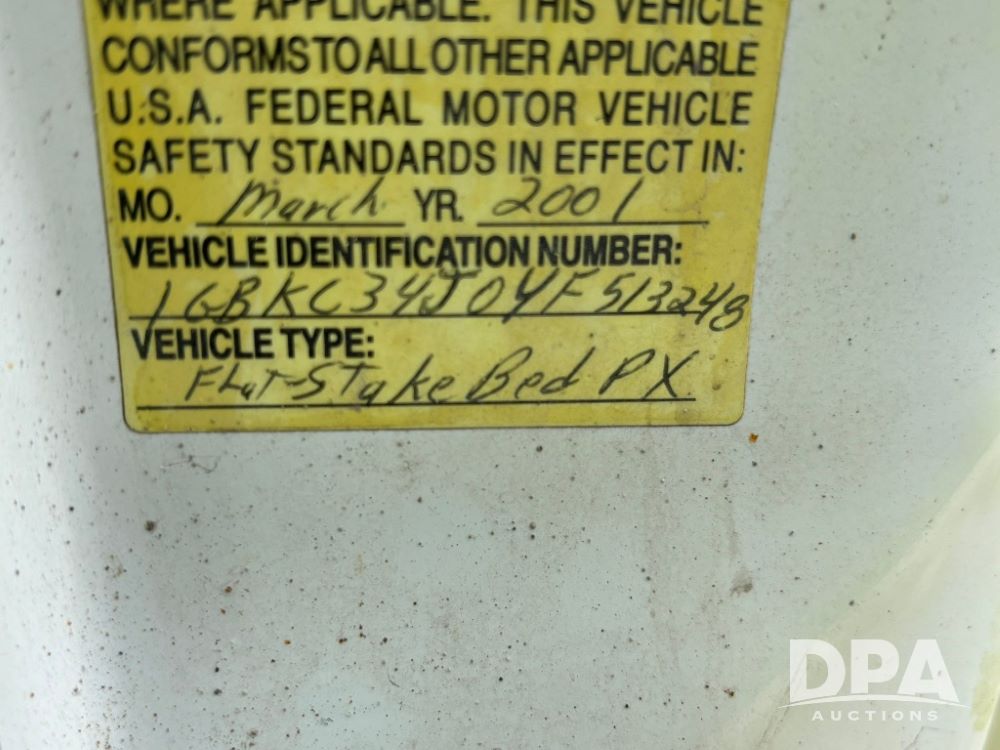 WHERE APPLICABLE. THIS VEHICLE
CONFORMS TO ALL OTHER APPLICABLE
U.S.A. FEDERAL MOTOR VEHICLE
SAFETY STANDARDS IN EFFECT IN:
MO. March YR. 2001
VEHICLE IDENTIFICATION NUMBER:
1GBKC34J04F513248
VEHICLE TYPE:
FLaT-STake Bed PX
DPA
AUCTIONS